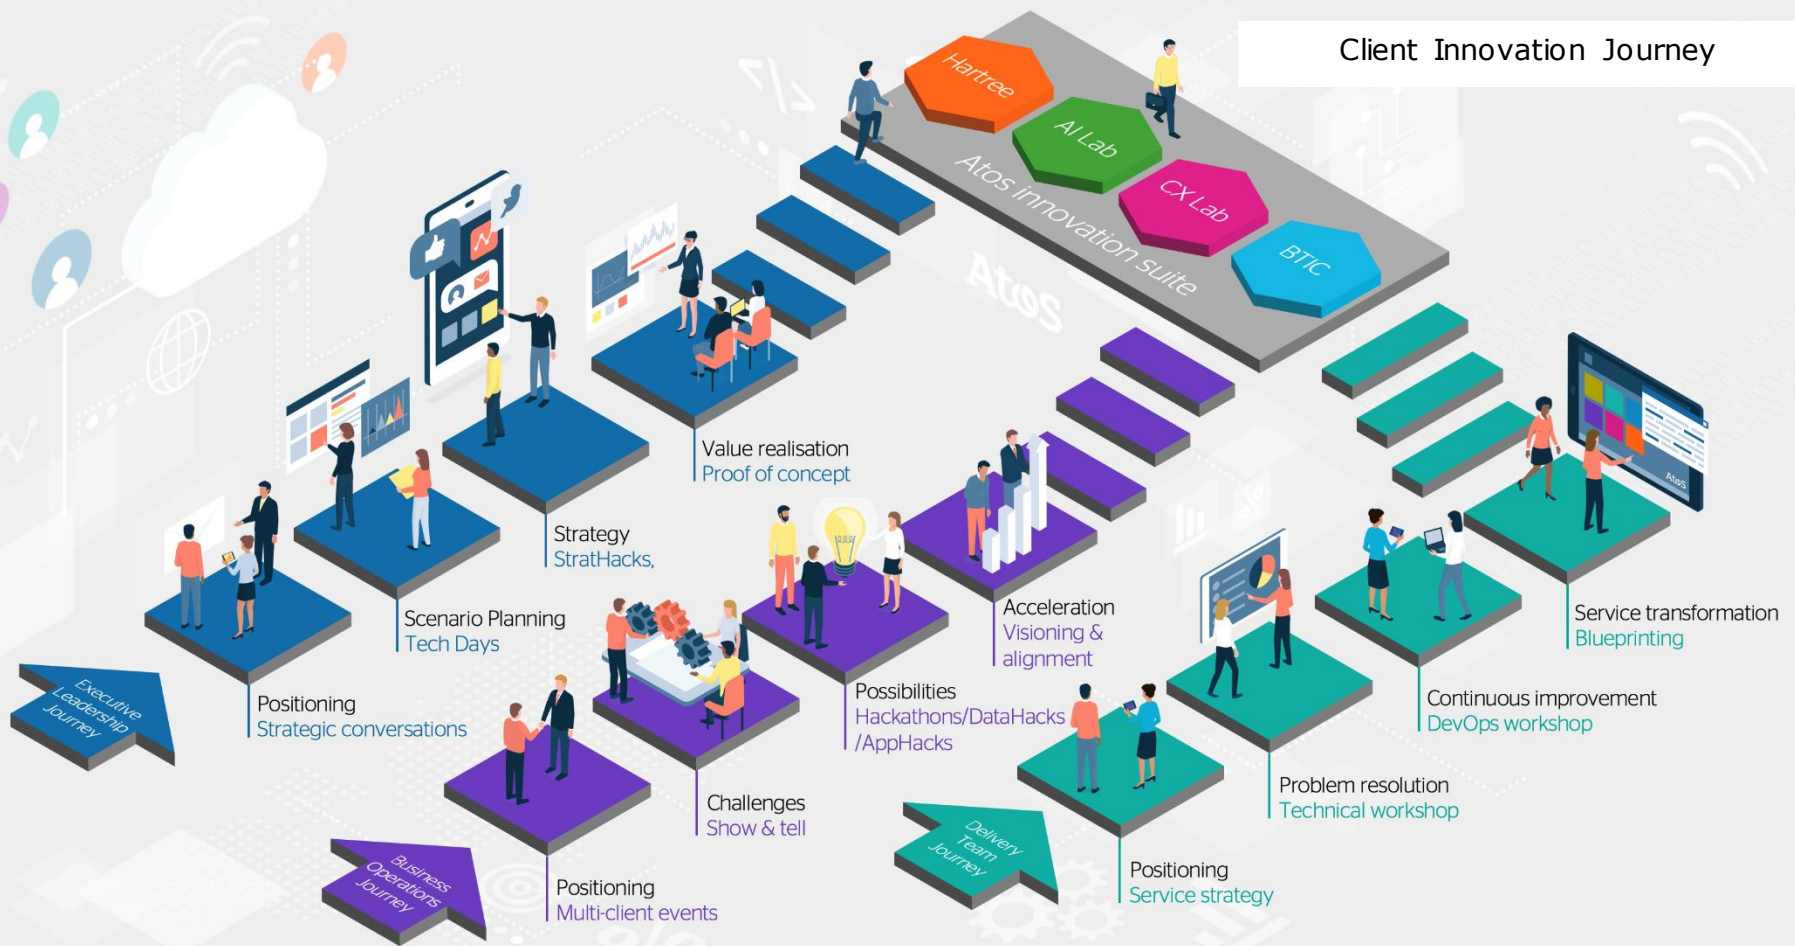 Client Innovation Journey
Hartree
AI Lab
CX Lab
BTIC
Atos innovation suite
Atos
Value realisation
Proof of concept
Strategy
StratHacks,
Scenario Planning
Tech Days
Positioning
Strategic conversations
Executive
Leadership
Journey
Acceleration
Visioning &
alignment
Possibilities
Hackathons/DataHacks
/AppHacks
Challenges
Show & tell
Positioning
Multi-client events
Business
Operations
Journey
Atos
Service transformation
Blueprinting
Continuous improvement
DevOps workshop
Problem resolution
Technical workshop
Positioning
Service strategy
Delivery
Team
Journey